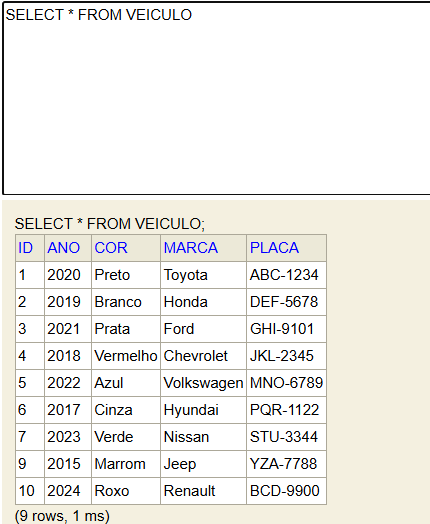 SELECT * FROM VEICULO
SELECT * FROM VEICULO;
ID ANO COR MARCA PLACA
1 2020 Preto Toyota ABC-1234
2 2019 Branco Honda DEF-5678
3 2021 Prata Ford GHI-9101
4 2018 Vermelho Chevrolet JKL-2345
5 2022 Azul Volkswagen MNO-6789
6 2017 Cinza Hyundai PQR-1122
7 2023 Verde Nissan STU-3344
9 2015 Marrom Jeep YZA-7788
10 2024 Roxo Renault BCD-9900
(9 rows, 1 ms)